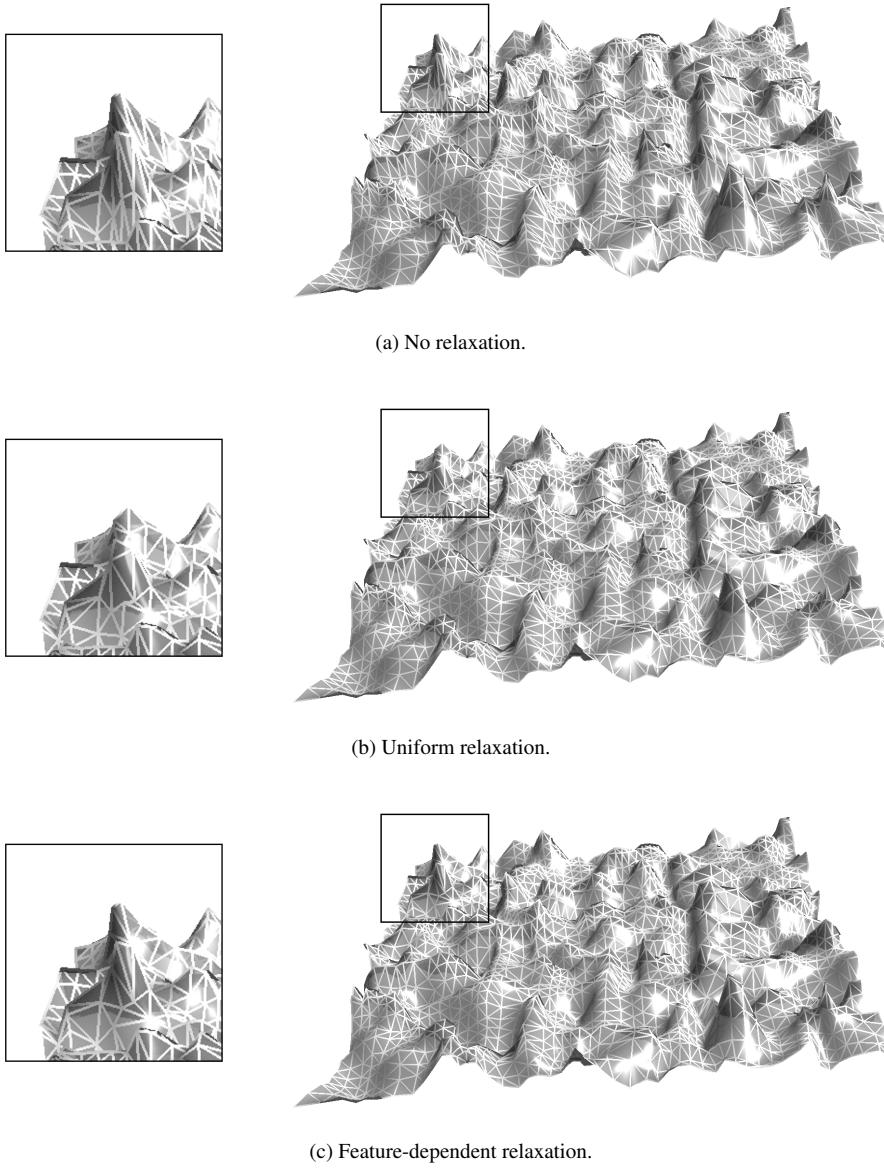 (a) No relaxation.
(b) Uniform relaxation.
(c) Feature-dependent relaxation.